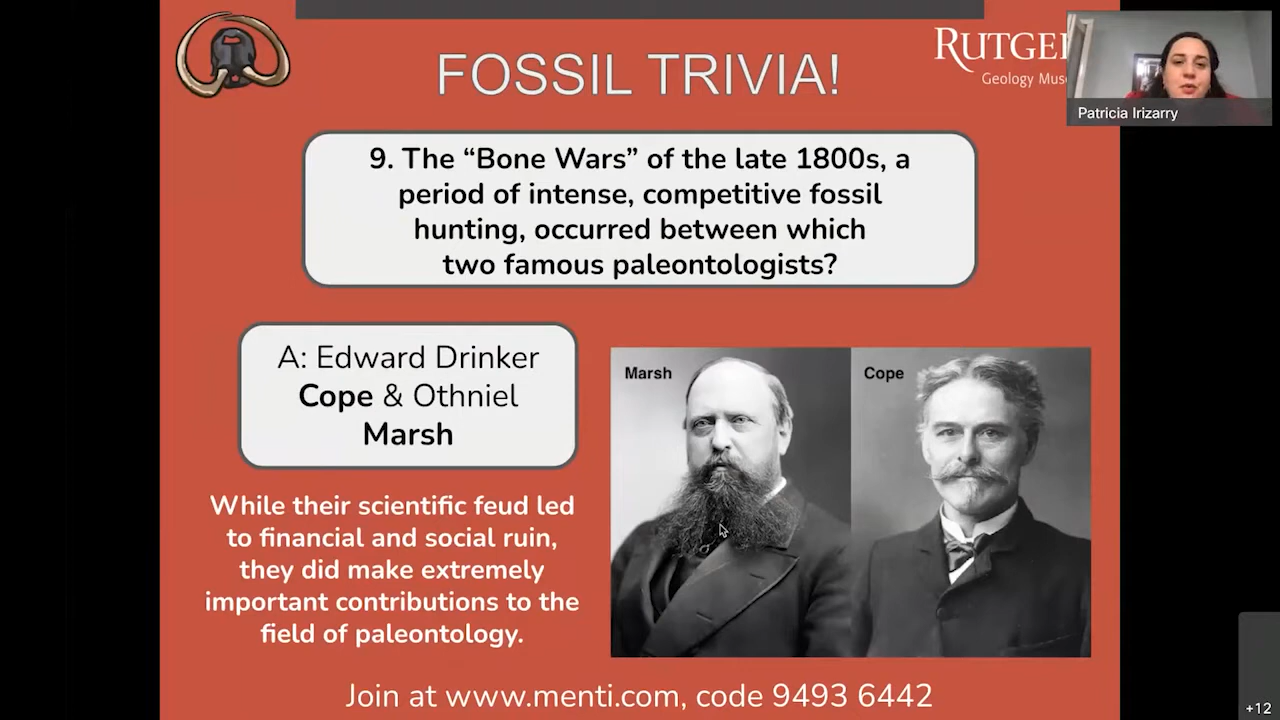 FOSSIL TRIVIA!
RUTGE
Geology Mus
Patricia Irizarry
9. The “Bone Wars” of the late 1800s, a
period of intense, competitive fossil
hunting, occurred between which
two famous paleontologists?
A: Edward Drinker
Cope & Othniel
Marsh
Marsh
Cope
While their scientific feud led
to financial and social ruin,
they did make extremely
important contributions to the
field of paleontology.
Join at www.menti.com, code 9493 6442
+12